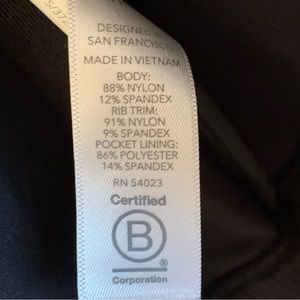 DESIGNED IN
SAN FRANCISCO
MADE IN VIETNAM
BODY:
88% NYLON
12% SPANDEX
RIB TRIM:
91% NYLON
9% SPANDEX
POCKET LINING:
86% POLYESTER
14% SPANDEX
RN 54023
Certified
B
®
Corporation